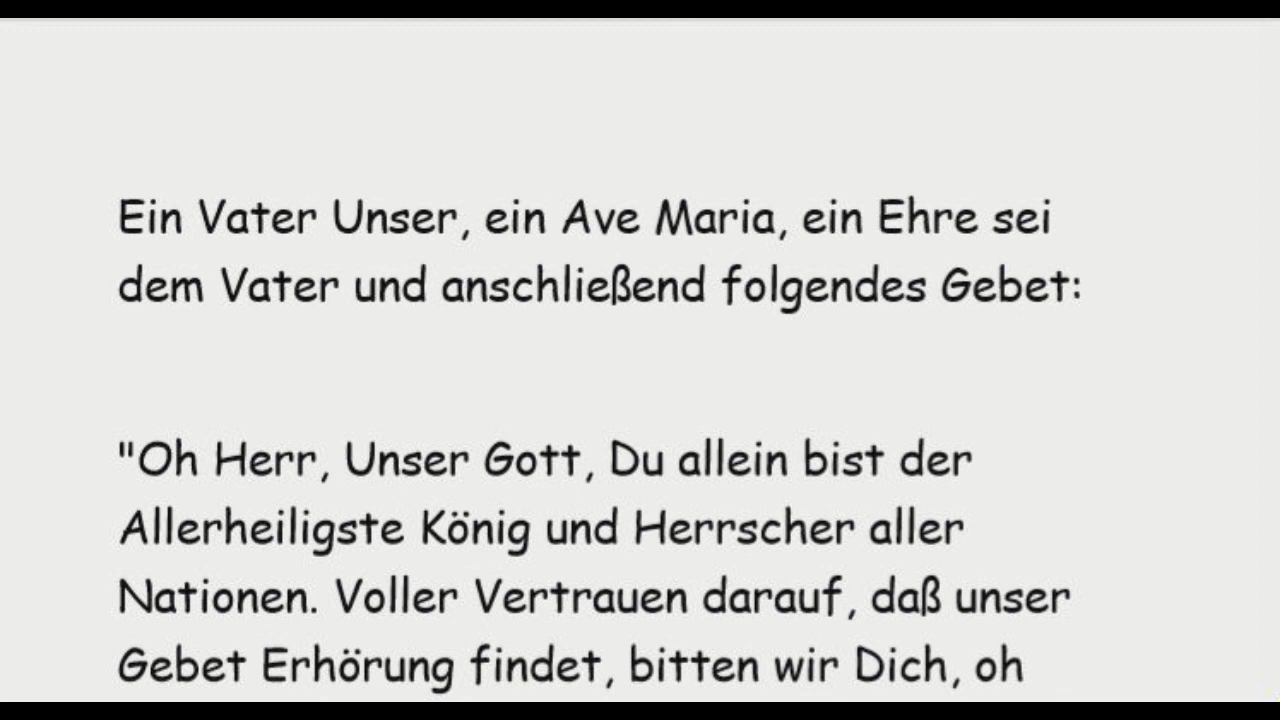 Ein Vater Unser, ein Ave Maria, ein Ehre sei
dem Vater und anschließend folgendes Gebet:
"Oh Herr, Unser Gott, Du allein bist der
Allerheiligste König und Herrscher aller
Nationen. Voller Vertrauen darauf, daß unser
Gebet Erhörung findet, bitten wir Dich, oh